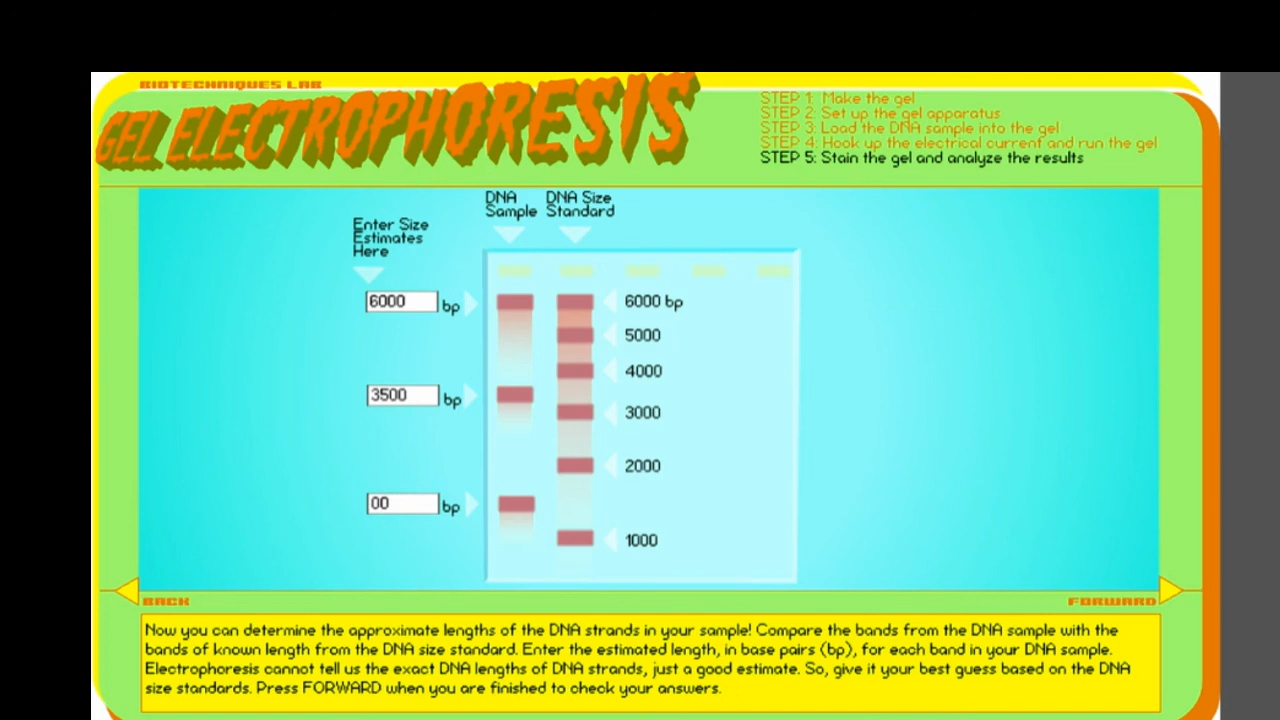 BIOTECHNIQUES LAB
GEL ELECTROPHORESIS
STEP 1: Make the gel
STEP 2: Set up the gel apparatus
STEP 3: Load the DNA sample into the gel
STEP 4: Hook up the electrical current and run the gel
STEP 5: Stain the gel and analyze the results
Enter Size
Estimates
Here
DNA
Sample
DNA Size
Standard
6000 bp
3500 bp
00 bp
6000 bp
5000
4000
3000
2000
1000
BACK
FORWARD
Now you can determine the approximate lengths of the DNA strands in your sample! Compare the bands from the DNA sample with the
bands of known length from the DNA size standard. Enter the estimated length, in base pairs (bp), for each band in your DNA sample.
Electrophoresis cannot tell us the exact DNA lengths of DNA strands, just a good estimate. So, give it your best guess based on the DNA
size standards. Press FORWARD when you are finished to check your answers.